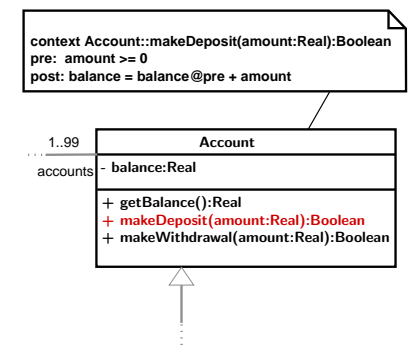 context Account::makeDeposit(amount:Real):Boolean
pre: amount >= 0
post: balance = balance@pre + amount
1..99
accounts
Account
- balance:Real
+ getBalance():Real
+ makeDeposit(amount:Real):Boolean
+ makeWithdrawal(amount:Real):Boolean